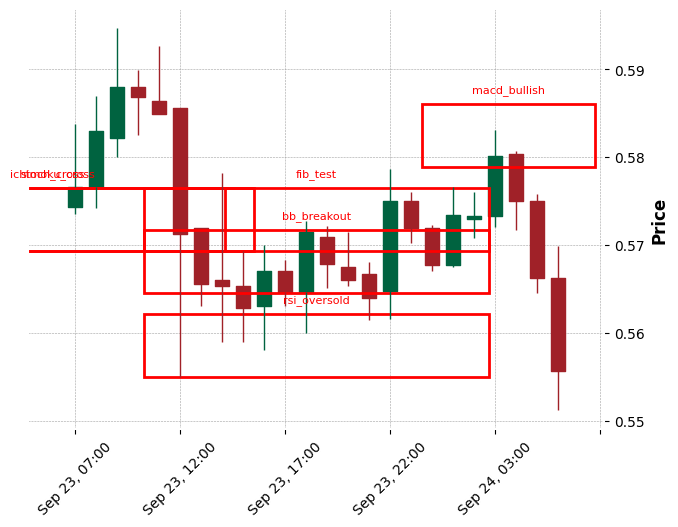 0.59
macd_bullish
0.58
fib_test
bb_breakout
0.57
Price
rsi_oversold
0.56
0.55
Sep 23, 07:00
Sep 23, 12:00
Sep 23, 17:00
Sep 23, 22:00
Sep 24, 03:00